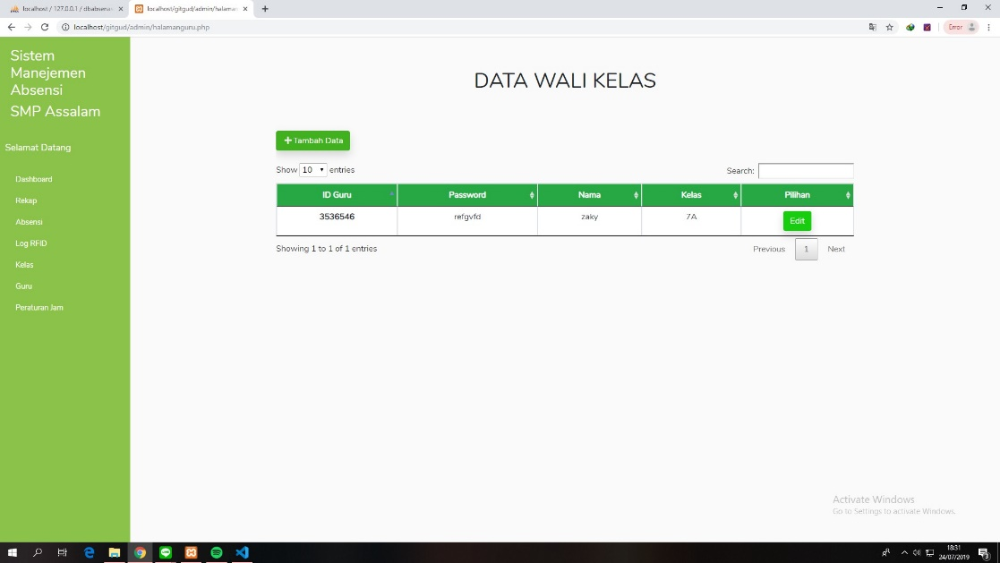 localhost / 127.0.0.1 / dbabsena
localhost/gitgud/admin/halaman
localhost/gitgud/admin/halamanguru.php
Error
Sistem
Manejemen
Absensi
SMP Assalam
Selamat Datang
Dashboard
Rekap
Absensi
Log RFID
Kelas
Guru
Peraturan Jam
DATA WALI KELAS
Tambah Data
Show 10 entries
Search:
ID Guru Password Nama Kelas Pilihan
3536546 refgvfd zaky 7A Edit
Showing 1 to 1 of 1 entries
Previous 1 Next
Activate Windows
Go to Settings to activate Windows.
18:31
24/07/2019